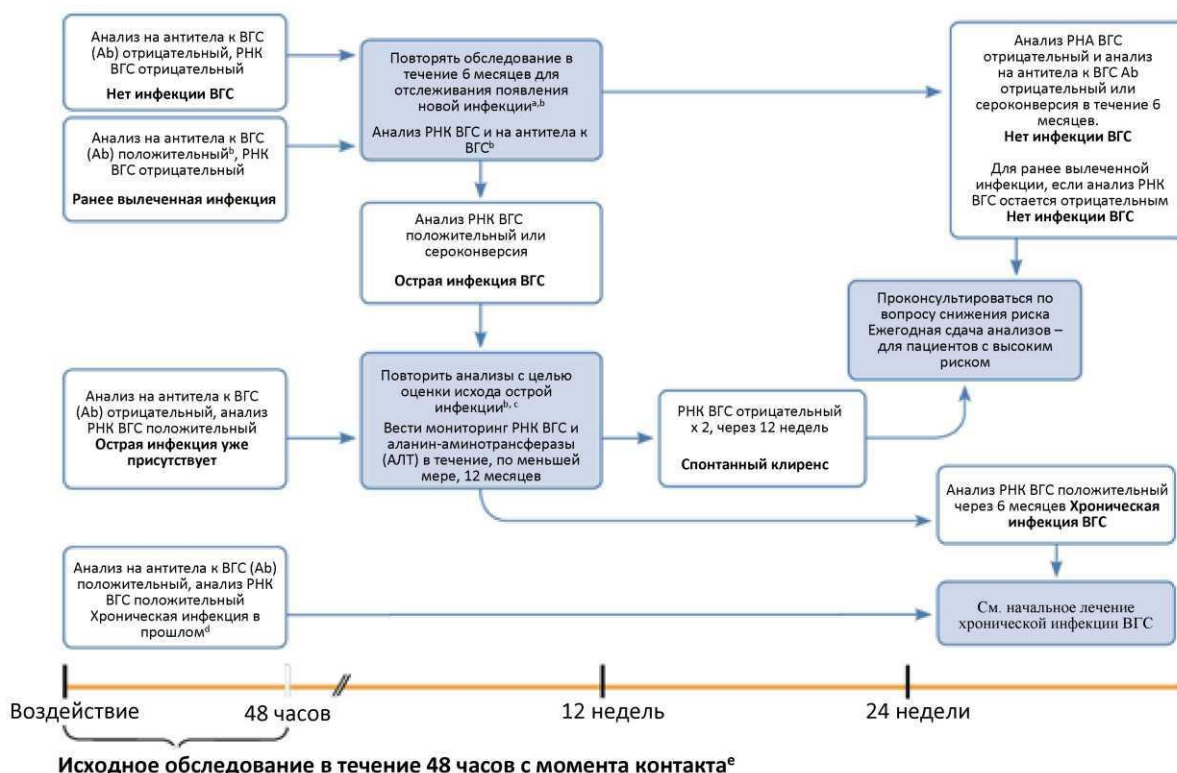 Анализ на антитела к ВГС
(Ab) отрицательный, РНК
ВГС отрицательный
Нет инфекции ВГС
Анализ на антитела к ВГС
(Ab) положительныйᵇ, РНК
ВГС отрицательный
Ранее вылеченная инфекция
Повторять обследование в
течение 6 месяцев для
отслеживания появления
новой инфекцииᵃ,ᵇ
Анализ РНК ВГС и на антитела к
ВГСᵇ
Анализ РНА ВГС
отрицательный и анализ
на антитела к ВГС Ab
отрицательный или
сероконверсия в течение 6
месяцев.
Нет инфекции ВГС
Для ранее вылеченной
инфекции, если анализ РНК
ВГС остается отрицательным
Нет инфекции ВГС
Анализ РНК ВГС
положительный или
сероконверсия
Острая инфекция ВГС
Проконсультироваться по
вопросу снижения риска
Ежегодная сдача анализов –
для пациентов с высоким
риском
Анализ на антитела к ВГС
(Ab) отрицательный, анализ
РНК ВГС положительный
Острая инфекция уже
присутствует
Повторить анализы с целью
оценки исхода острой
инфекцииᵇ, ᶜ
Вести мониторинг РНК ВГС и
аланин-аминотрансферазы
(АЛТ) в течение, по меньшей
мере, 12 месяцев
РНК ВГС отрицательный
x 2, через 12 недель
Спонтанный клиренс
Анализ РНК ВГС положительный
через 6 месяцев Хроническая
инфекция ВГС
Анализ на антитела к ВГС (Ab)
положительный, анализ РНК
ВГС положительный
Хроническая инфекция в
прошломᵈ
См. начальное лечение
хронической инфекции ВГС
Воздействие
48 часов
12 недель
24 недели
Исходное обследование в течение 48 часов с момента контактаᵉ